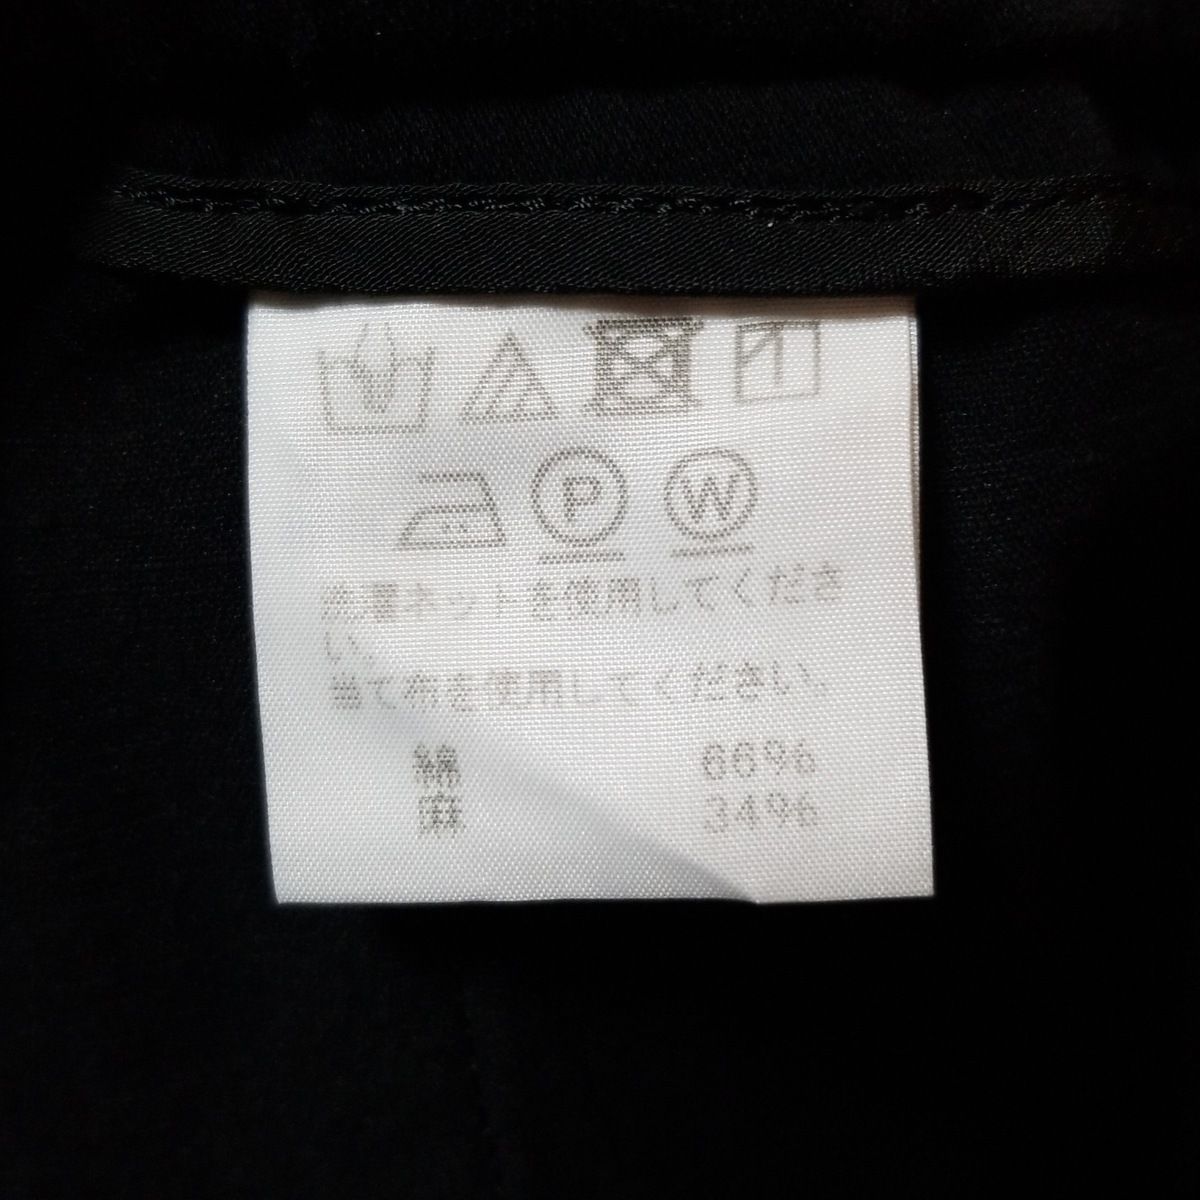 P W
洗濯ネットを使用してくださ
い。
当て布を使用してください。
綿 66%
麻 34%